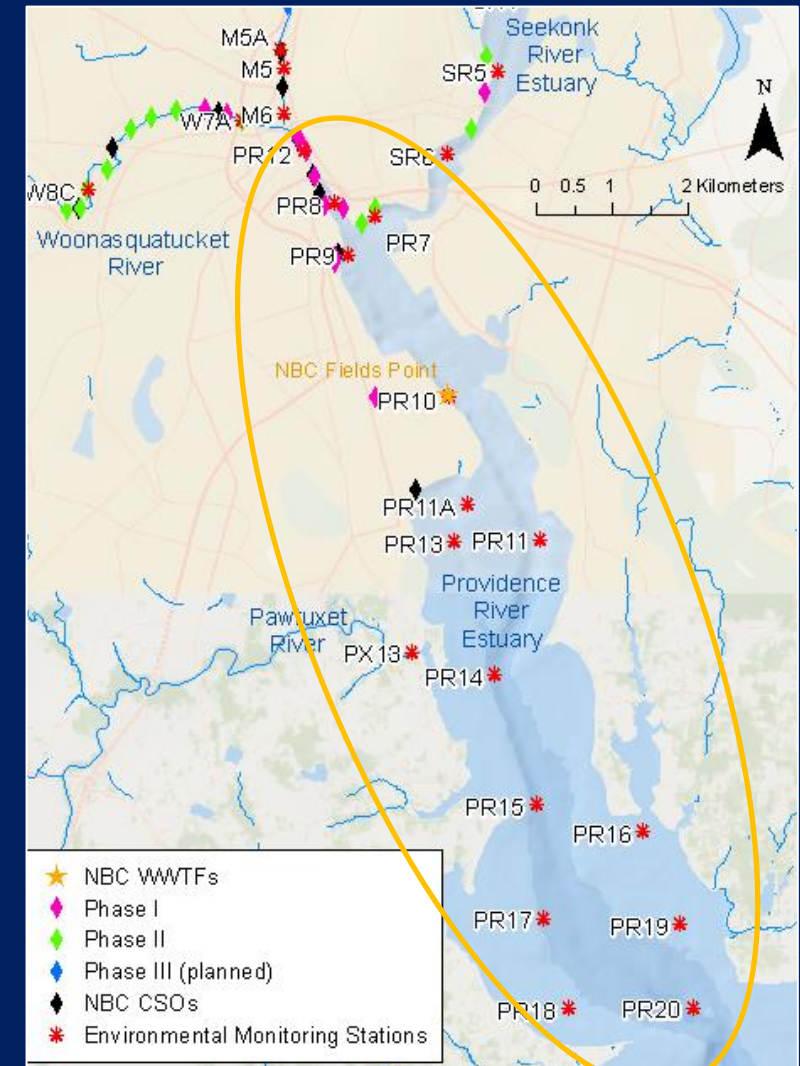 M5A
Seekonk
River
Estuary
M5
SR5
N
M6
W7A
PR12
SR6
0 0.5 1 2 Kilometers
W8C
PR8
Woonasquatucket
River
PR7
PR9
NBC Fields Point
PR10
PR11A
PR13
PR11
Providence
River
Estuary
Pawtuxet
River
PX13
PR14
PR15
PR16
PR17
PR19
PR18
PR20
NBC WWTFs
Phase I
Phase II
Phase III (planned)
NBC CSOs
Environmental Monitoring Stations